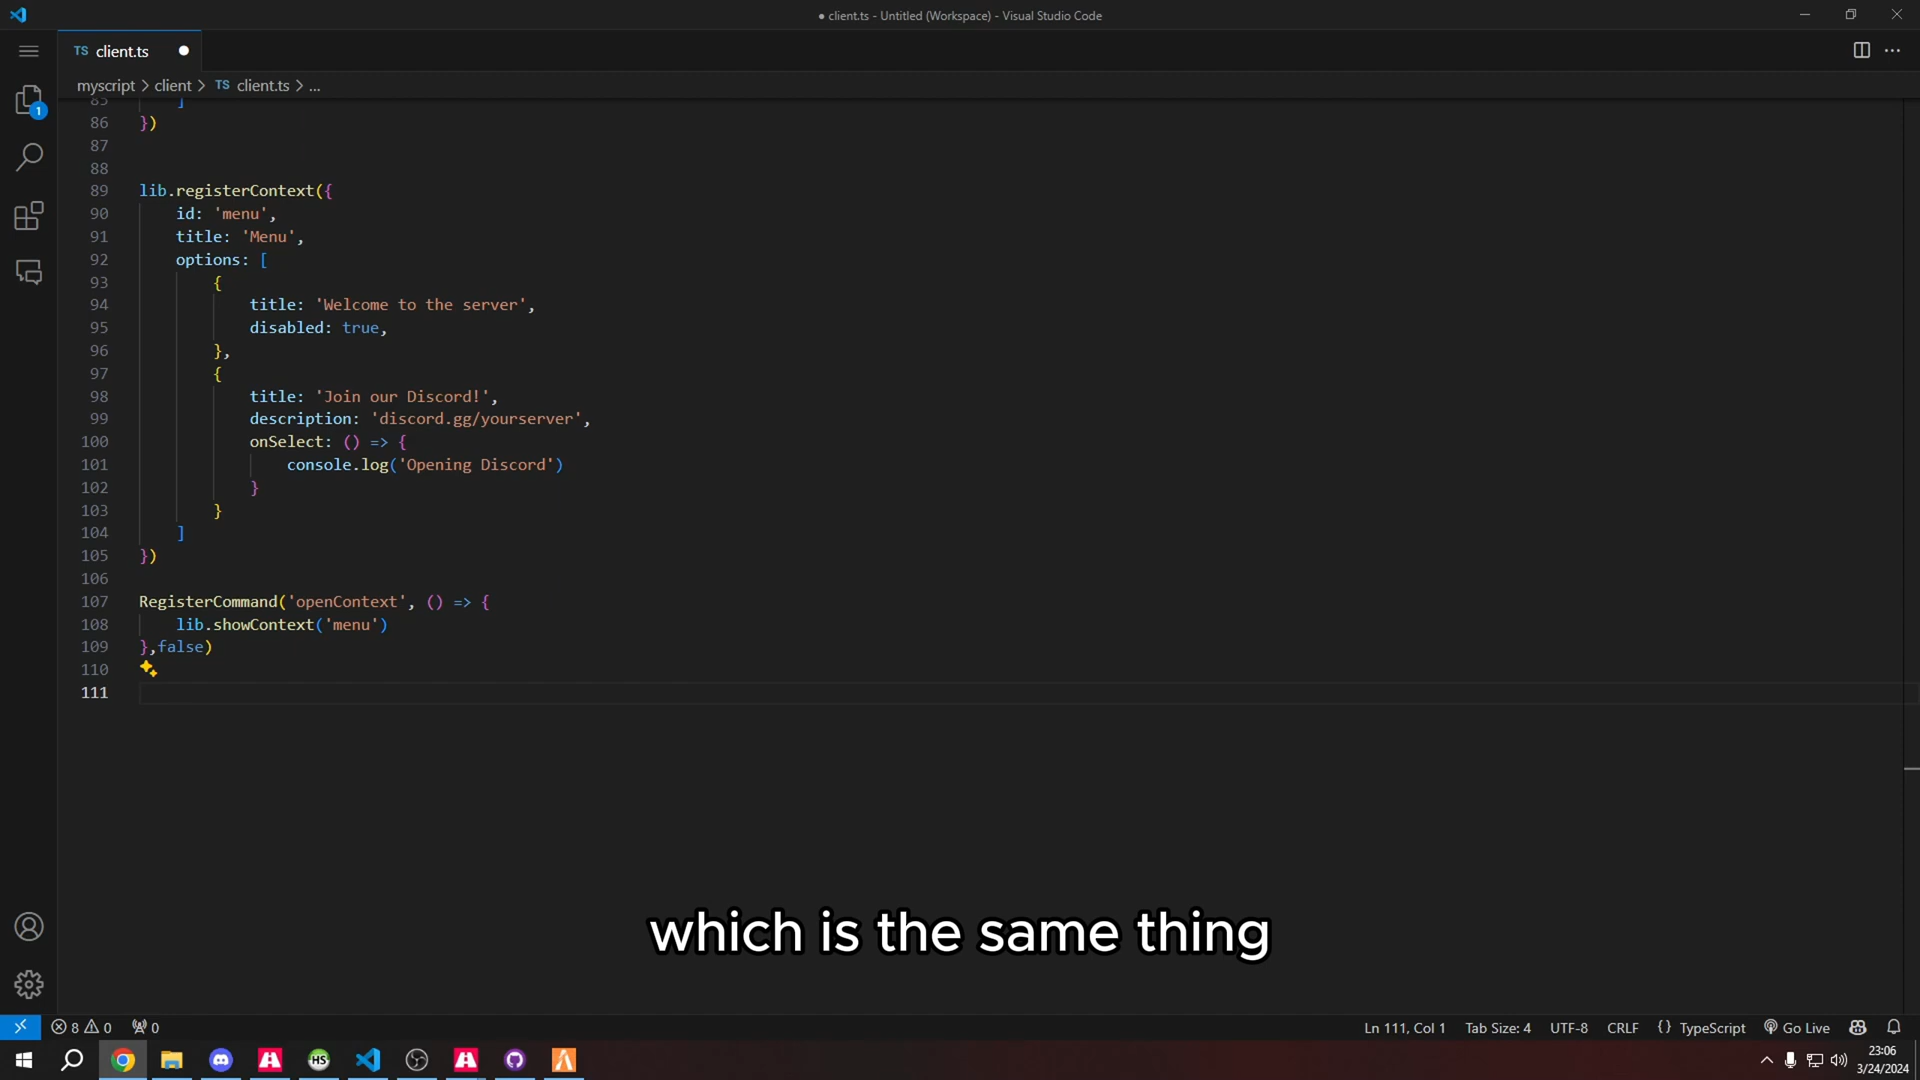 ● client.ts - Untitled (Workspace) - Visual Studio Code
TS client.ts
1
myscript > client > TS client.ts > ...
85 ]
86 })
87
88
89 lib.registerContext({
90 id: 'menu',
91 title: 'Menu',
92 options: [
93 {
94 title: 'Welcome to the server',
95 disabled: true,
96 },
97 {
98 title: 'Join our Discord!',
99 description: 'discord.gg/yourserver',
100 onSelect: () => {
101 console.log('Opening Discord')
102 }
103 }
104 ]
105 })
106
107 RegisterCommand('openContext', () => {
108 lib.showContext('menu')
109 },false)
110
111
which is the same thing
8 0 0 Ln 111, Col 1 Tab Size: 4 UTF-8 CRLF {} TypeScript Go Live
HS
23:06
3/24/2024